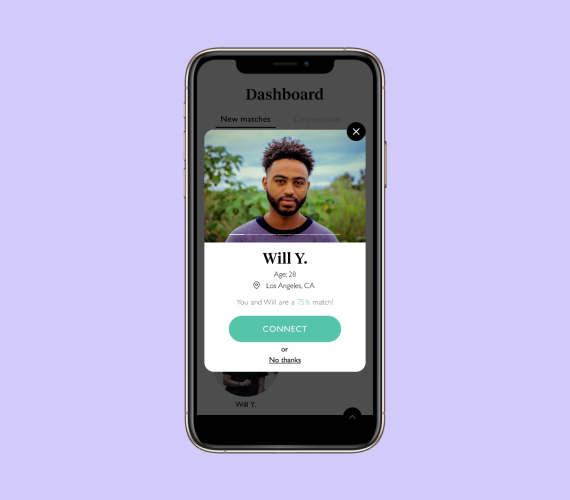 Dashboard
New matches
Connections
Will Y.
Age: 28
Los Angeles, CA
You and Will are a 75% match!
CONNECT
or
No thanks
Will Y.